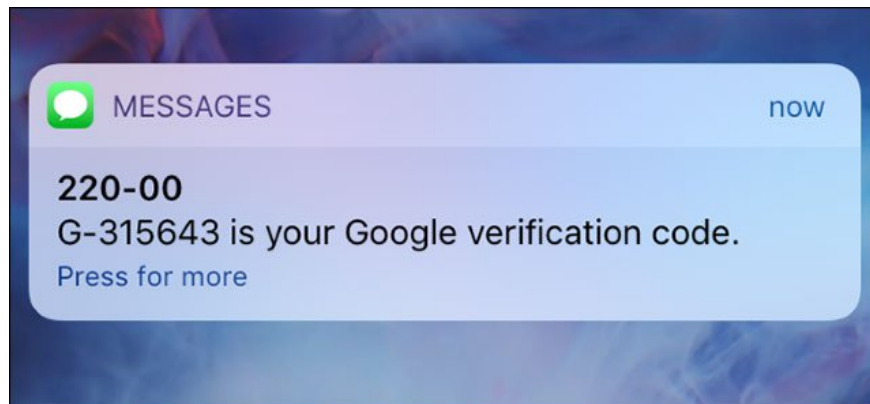 MESSAGES now
220-00
G-315643 is your Google verification code.
Press for more